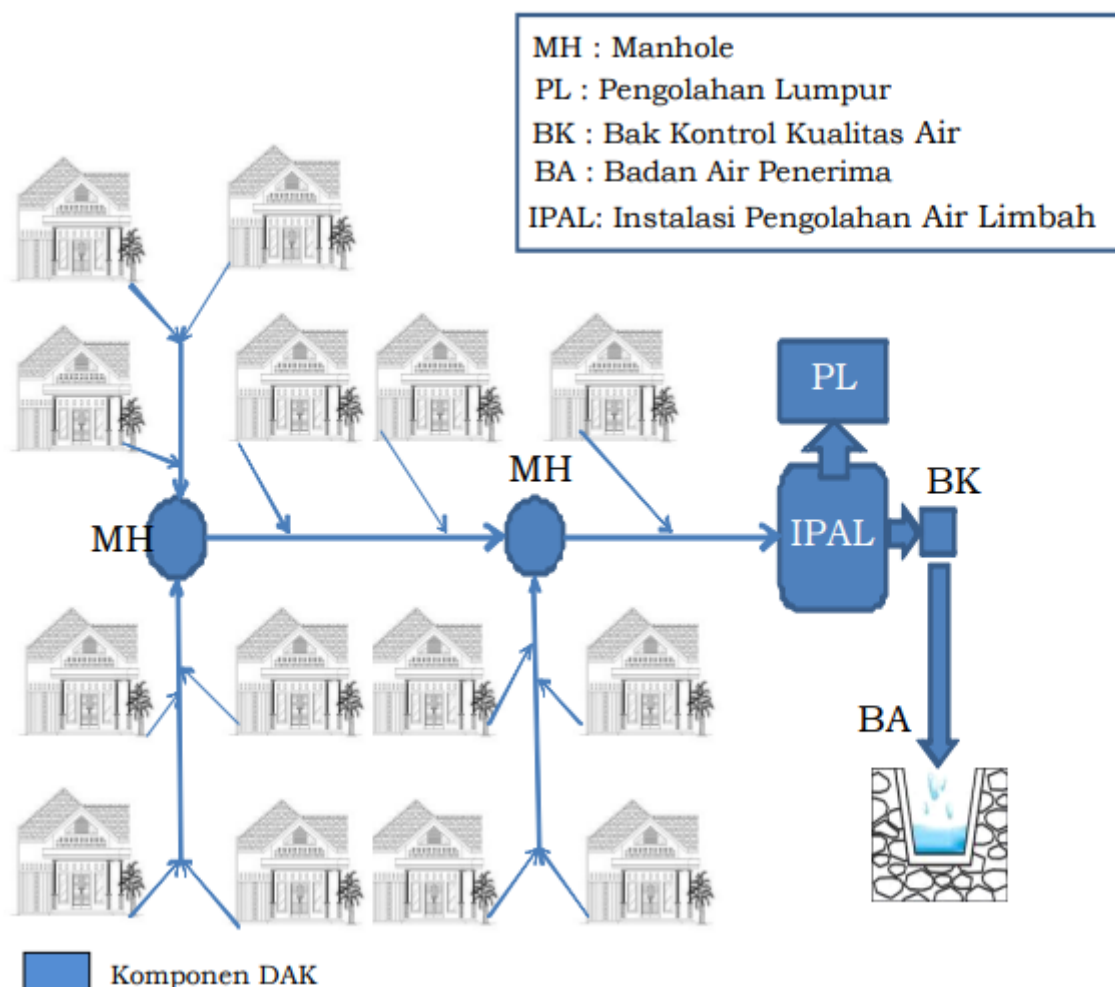 MH : Manhole
PL : Pengolahan Lumpur
BK : Bak Kontrol Kualitas Air
BA : Badan Air Penerima
IPAL: Instalasi Pengolahan Air Limbah
PL
MH
BK
MH
IPAL
BA
Komponen DAK